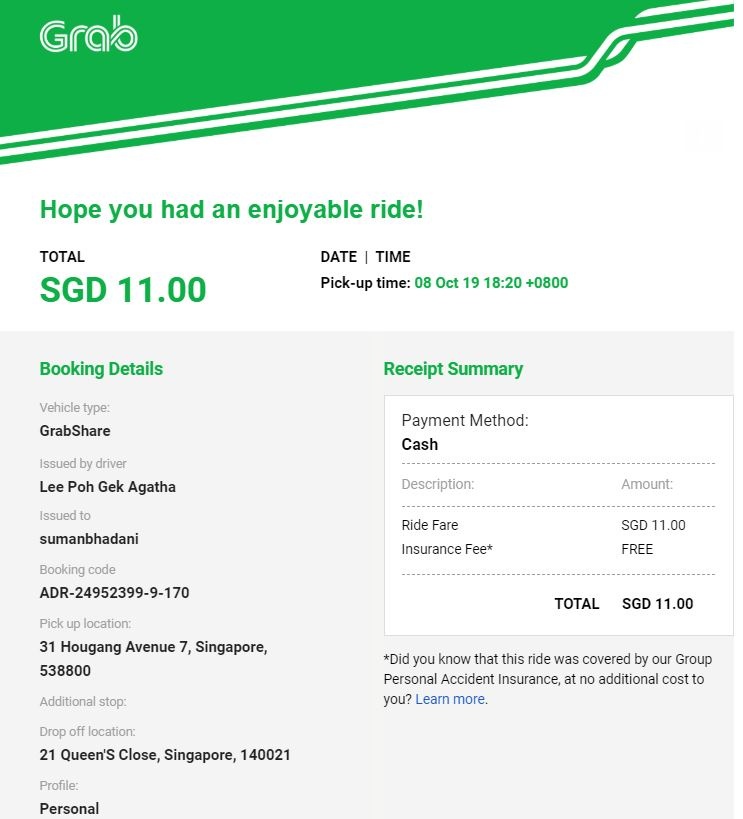 Grab
Hope you had an enjoyable ride!
TOTAL
SGD 11.00
DATE | TIME
Pick-up time: 08 Oct 19 18:20 +0800
Booking Details
Vehicle type:
GrabShare
Issued by driver
Lee Poh Gek Agatha
Issued to
sumanbhadani
Booking code
ADR-24952399-9-170
Pick up location:
31 Hougang Avenue 7, Singapore,
538800
Additional stop:
Drop off location:
21 Queen'S Close, Singapore, 140021
Profile:
Personal
Receipt Summary
Payment Method:
Cash
Description: Amount:
Ride Fare SGD 11.00
Insurance Fee* FREE
TOTAL SGD 11.00
*Did you know that this ride was covered by our Group
Personal Accident Insurance, at no additional cost to
you? Learn more.